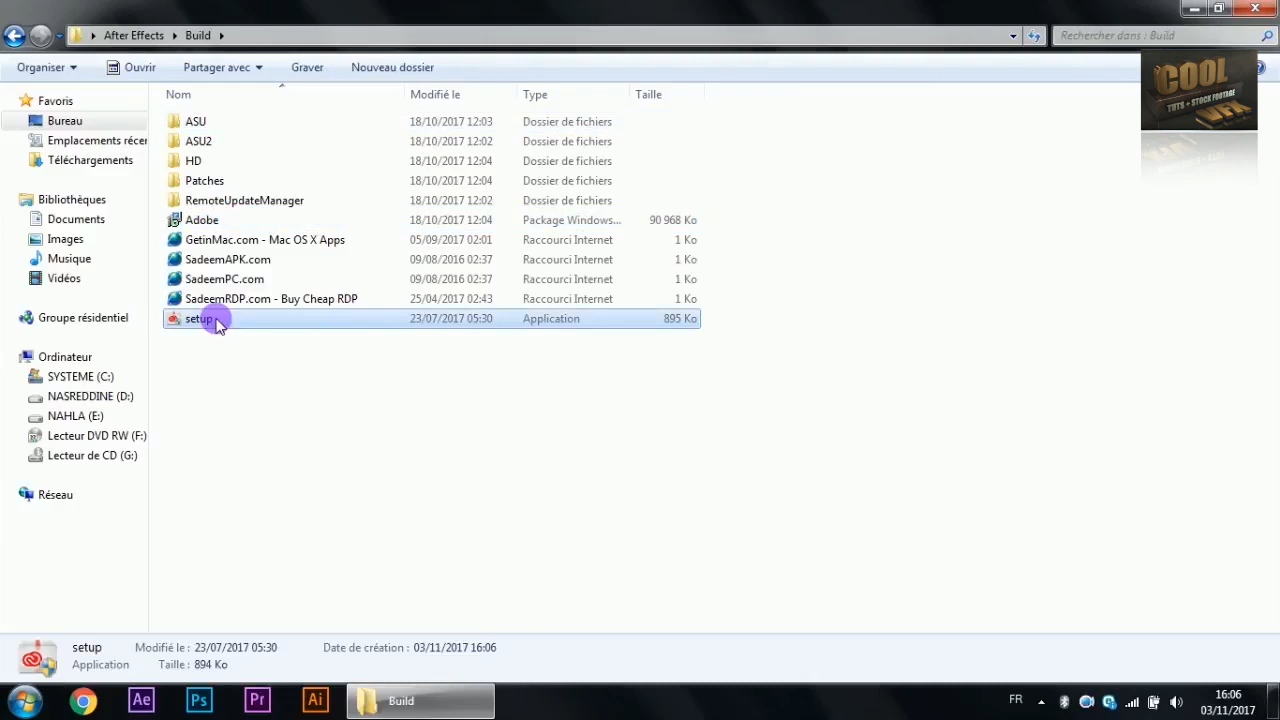 After Effects Build
Rechercher dans : Build
Organiser Ouvrir Partager avec Graver Nouveau dossier
COOL
TUTS + STOCK FOOTAGE
VFX
Nom Modifié le Type Taille
Favoris
Bureau
Emplacements récer
Téléchargements
Bibliothèques
Documents
Images
Musique
Vidéos
Groupe résidentiel
Ordinateur
SYSTEME (C:)
NASREDDINE (D:)
NAHLA (E:)
Lecteur DVD RW (F:)
Lecteur de CD (G:)
Réseau
ASU 18/10/2017 12:03 Dossier de fichiers
ASU2 18/10/2017 12:02 Dossier de fichiers
HD 18/10/2017 12:04 Dossier de fichiers
Patches 18/10/2017 12:04 Dossier de fichiers
RemoteUpdateManager 18/10/2017 12:02 Dossier de fichiers
Adobe 18/10/2017 12:04 Package Windows... 90 968 Ko
GetinMac.com - Mac OS X Apps 05/09/2017 02:01 Raccourci Internet 1 Ko
SadeemAPK.com 09/08/2016 02:37 Raccourci Internet 1 Ko
SadeemPC.com 09/08/2016 02:37 Raccourci Internet 1 Ko
SadeemRDP.com - Buy Cheap RDP 25/04/2017 02:43 Raccourci Internet 1 Ko
setup 23/07/2017 05:30 Application 895 Ko
setup Modifié le : 23/07/2017 05:30 Date de création : 03/11/2017 16:06
Application Taille : 894 Ko
Ae Ps Pr Ai Build FR 16:06
03/11/2017